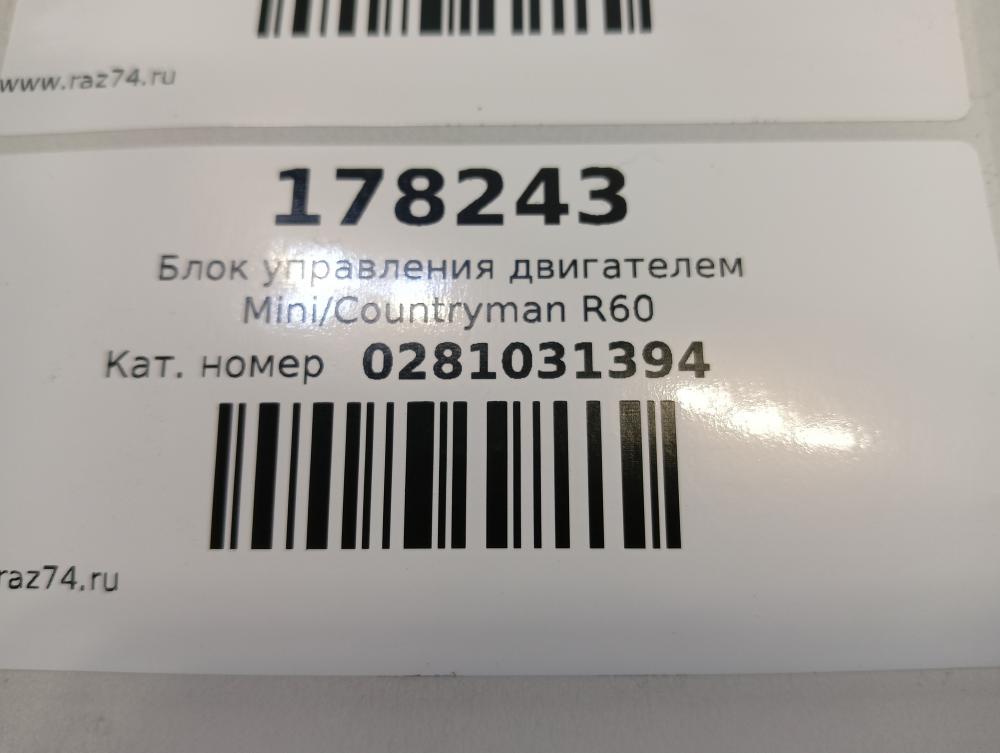 www.raz74.ru
178243
Блок управления двигателем
Mini/Countryman R60
Кат. номер 0281031394
raz74.ru